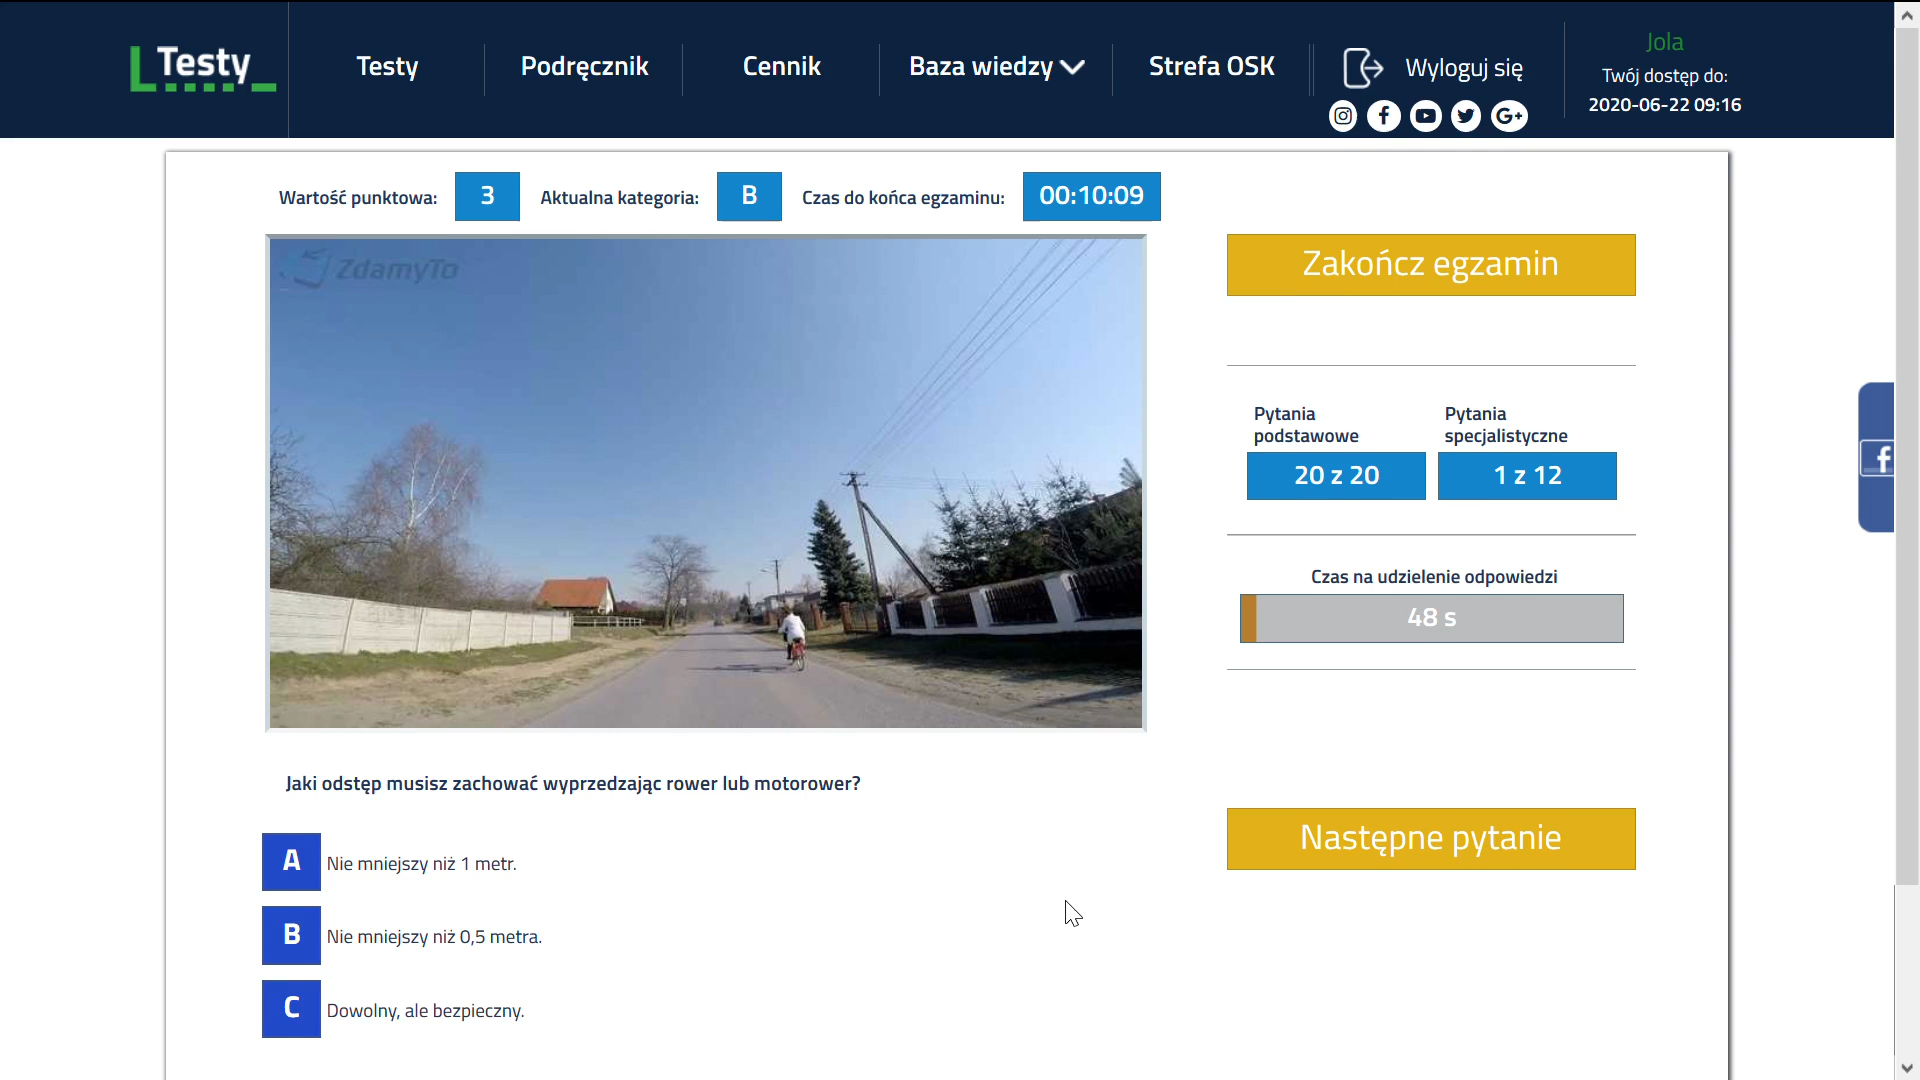 L Testy
Testy
Podręcznik
Cennik
Baza wiedzy
Strefa OSK
Wyloguj się
Jola
Twój dostęp do:
2020-06-22 09:16
Wartość punktowa: 3 Aktualna kategoria: B Czas do końca egzaminu: 00:10:09
ZdamyTo
Zakończ egzamin
Pytania podstawowe
20 z 20
Pytania specjalistyczne
1 z 12
Czas na udzielenie odpowiedzi
48 s
Jaki odstęp musisz zachować wyprzedzając rower lub motorower?
Następne pytanie
A Nie mniejszy niż 1 metr.
B Nie mniejszy niż 0,5 metra.
C Dowolny, ale bezpieczny.